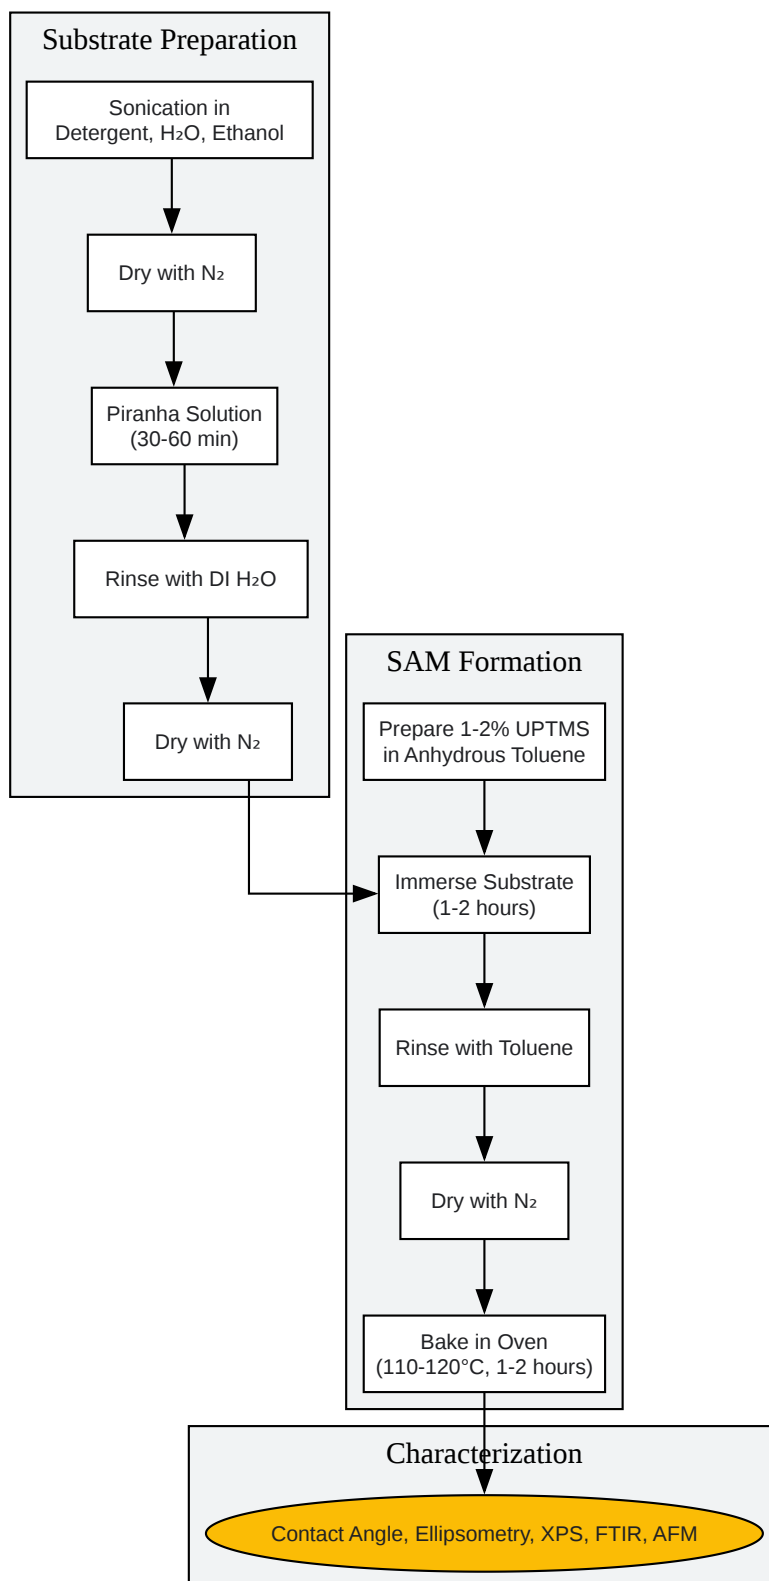 Substrate Preparation
Sonication in
Detergent, H₂O, Ethanol
Dry with N₂
Piranha Solution
(30-60 min)
Rinse with DI H₂O
Dry with N₂
SAM Formation
Prepare 1-2% UPTMS
in Anhydrous Toluene
Immerse Substrate
(1-2 hours)
Rinse with Toluene
Dry with N₂
Bake in Oven
(110-120°C, 1-2 hours)
Characterization
Contact Angle, Ellipsometry, XPS, FTIR, AFM